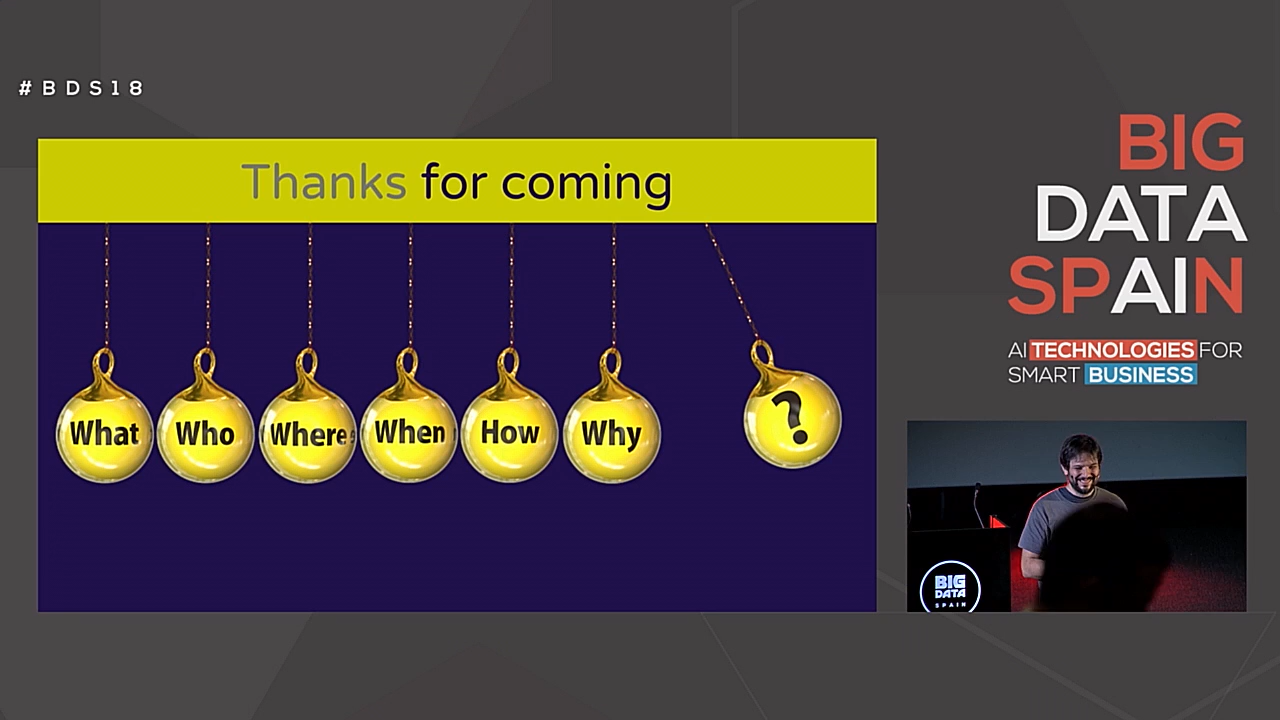 #BDS18
Thanks for coming
What Who Where When How Why ?
BIG
DATA
SPAIN
AI TECHNOLOGIES FOR
SMART BUSINESS
BIG
DATA
SPAIN